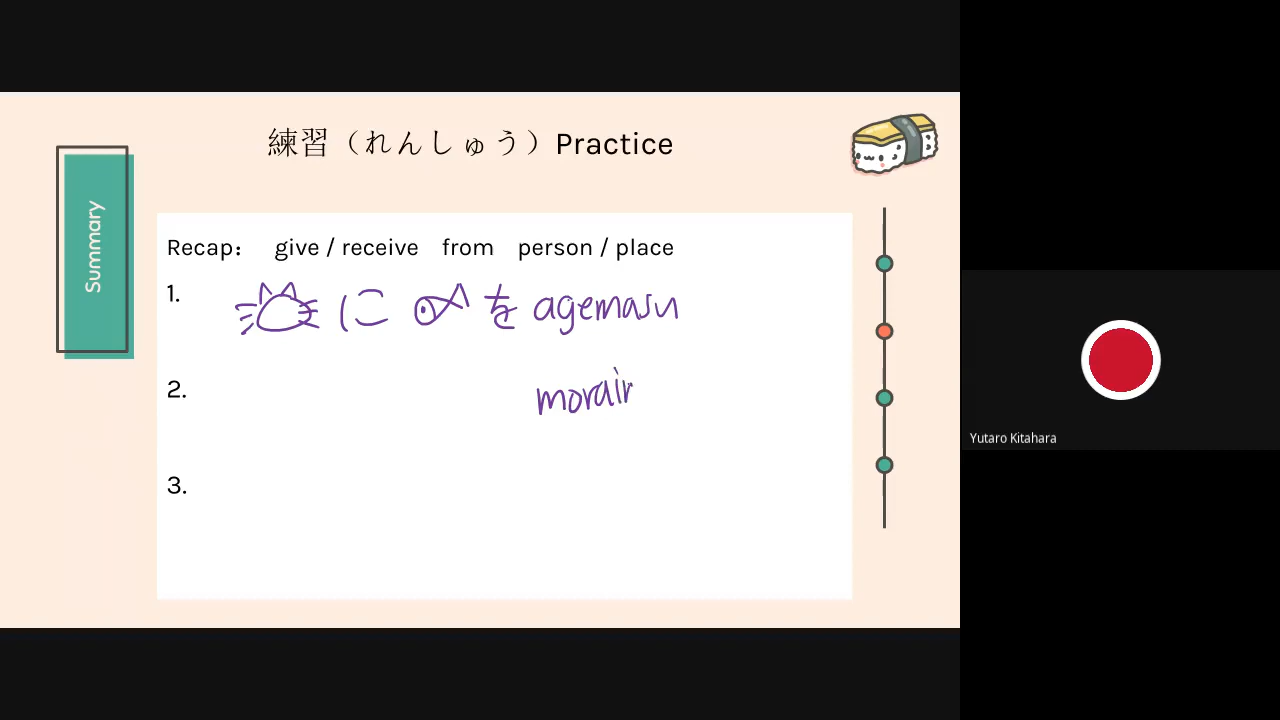 練習（れんしゅう）Practice
Summary
Recap： give / receive from person / place
1. に を agemasu
2. morair
3.
Yutaro Kitahara